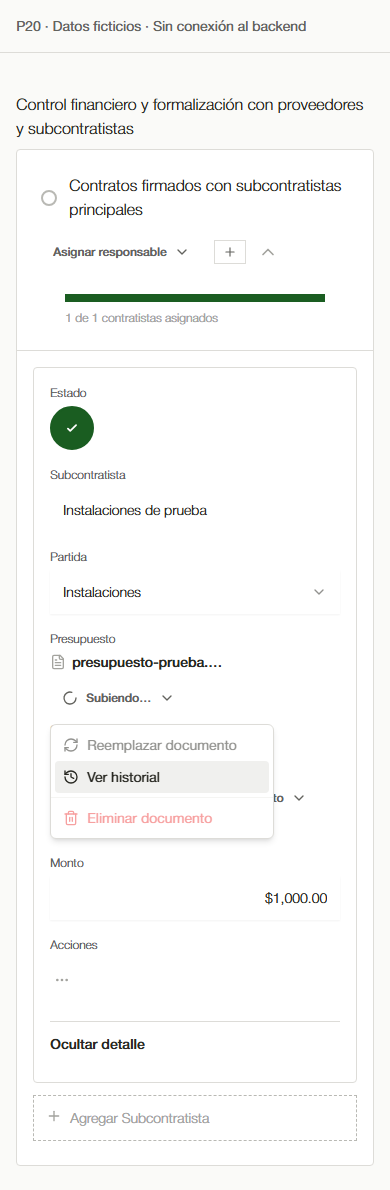 P20 · Datos ficticios · Sin conexión al backend
Control financiero y formalización con proveedores
y subcontratistas
Contratos firmados con subcontratistas
principales
Asignar responsable
1 de 1 contratistas asignados
Estado
Subcontratista
Instalaciones de prueba
Partida
Instalaciones
Presupuesto
presupuesto-prueba....
Subiendo...
Reemplazar documento
Ver historial
to
Eliminar documento
Monto
$1,000.00
Acciones
...
Ocultar detalle
+ Agregar Subcontratista